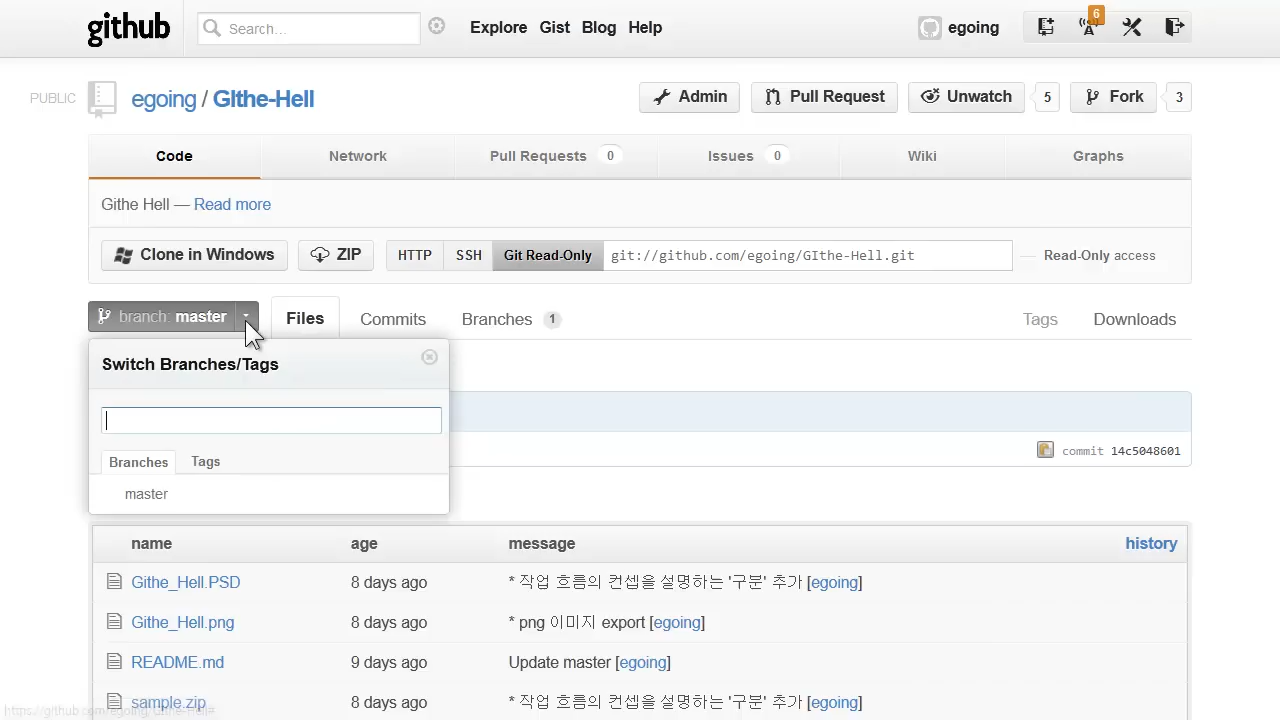 github Search... Explore Gist Blog Help egoing 6
PUBLIC egoing / GIthe-Hell Admin Pull Request Unwatch 5 Fork 3
Code Network Pull Requests 0 Issues 0 Wiki Graphs
Githe Hell — Read more
Clone in Windows ZIP HTTP SSH Git Read-Only git://github.com/egoing/GIthe-Hell.git Read-Only access
branch: master Files Commits Branches 1 Tags Downloads
Switch Branches/Tags
Branches Tags
commit 14c5048601
master
name age message history
Githe_Hell.PSD 8 days ago * 작업 흐름의 컨셉을 설명하는 '구분' 추가 [egoing]
Githe_Hell.png 8 days ago * png 이미지 export [egoing]
README.md 9 days ago Update master [egoing]
sample.zip 8 days ago * 작업 흐름의 컨셉을 설명하는 '구분' 추가 [egoing]
https://github.com/egoing/GIthe-Hell#